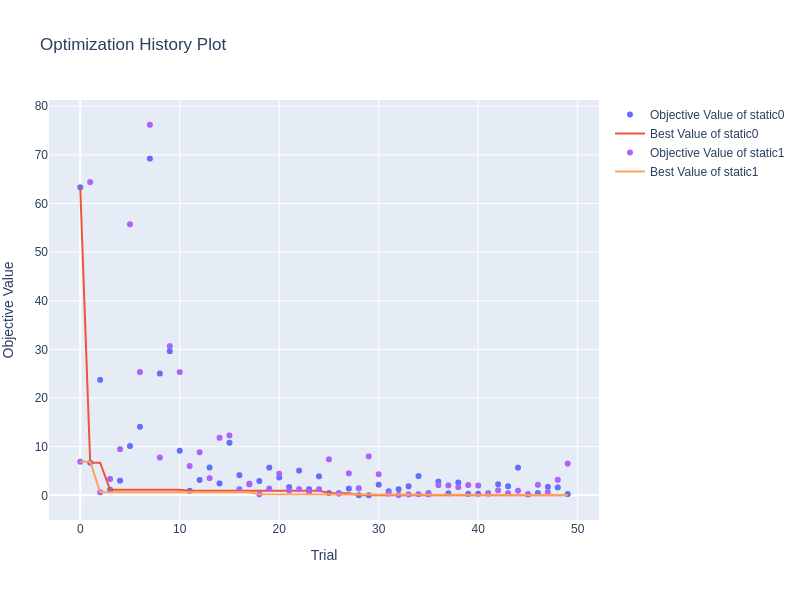 Optimization History Plot
Objective Value of static0
Best Value of static0
Objective Value of static1
Best Value of static1
Objective Value
80
70
60
50
40
30
20
10
0
0 10 20 30 40 50
Trial